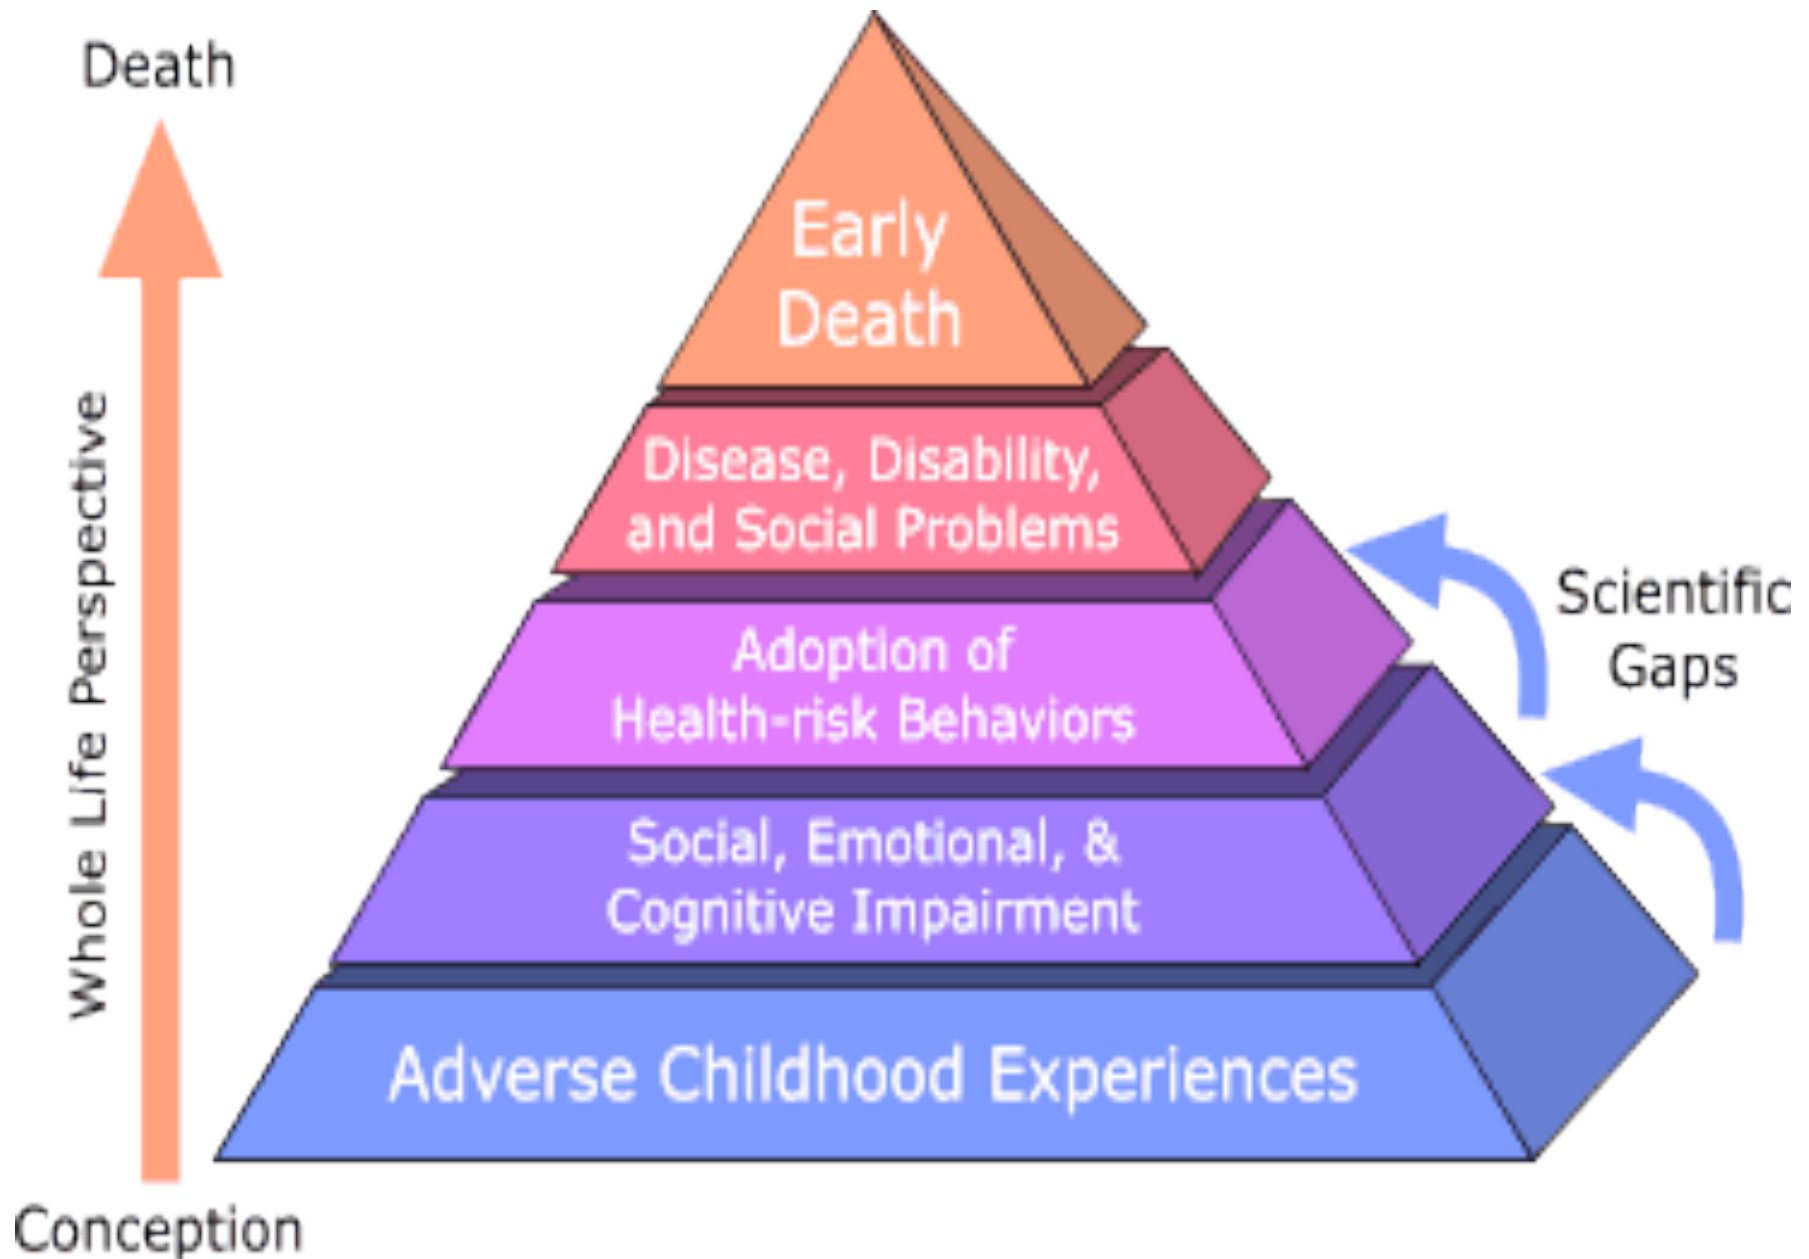 Death
Whole Life Perspective
Conception
Early
Death
Disease, Disability,
and Social Problems
Adoption of
Health-risk Behaviors
Social, Emotional, &
Cognitive Impairment
Adverse Childhood Experiences
Scientific
Gaps